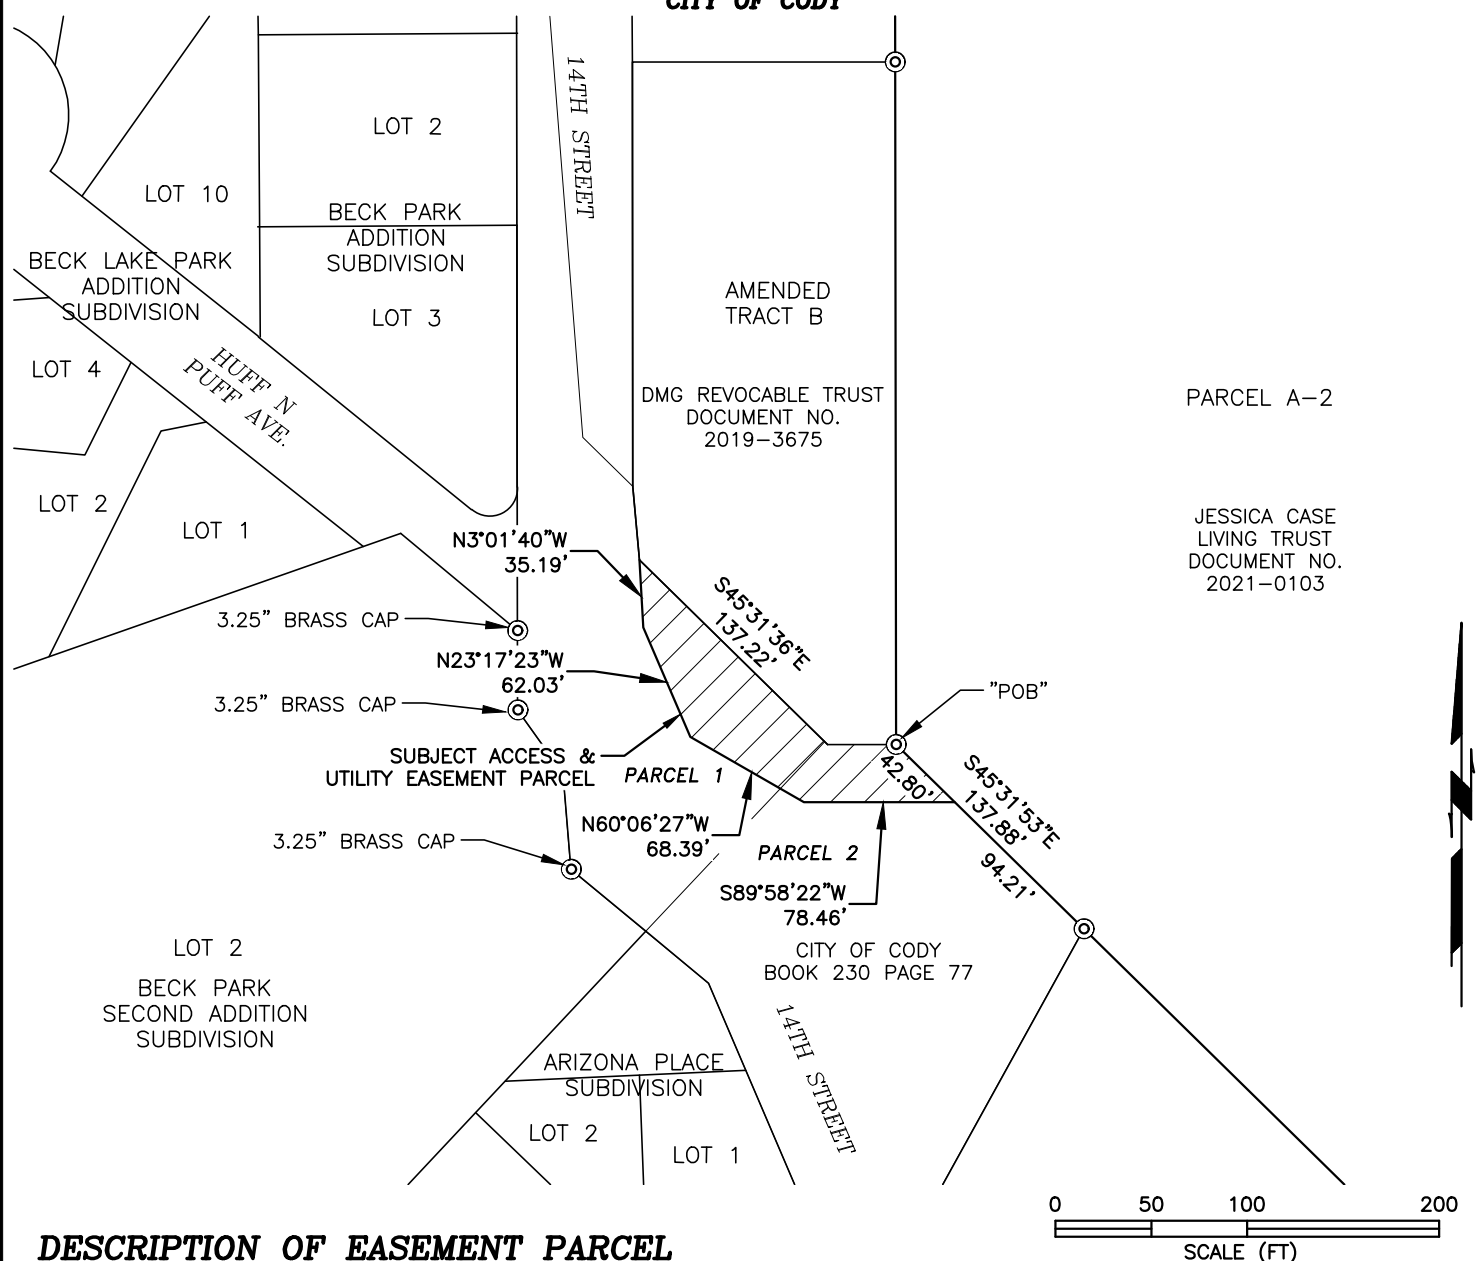 CITY OF CODY
14TH STREET
LOT 2
LOT 10
BECK PARK
ADDITION
SUBDIVISION
BECK LAKE PARK
ADDITION
SUBDIVISION
LOT 3
AMENDED
TRACT B
LOT 4
HUFF N
PUFF AVE.
DMG REVOCABLE TRUST
DOCUMENT NO.
2019-3675
PARCEL A-2
LOT 2
LOT 1
JESSICA CASE
LIVING TRUST
DOCUMENT NO.
2021-0103
N3°01'40"W
35.19'
S45°31'36"E
137.22'
3.25" BRASS CAP
N23°17'23"W
62.03'
3.25" BRASS CAP
"POB"
SUBJECT ACCESS &
UTILITY EASEMENT PARCEL
PARCEL 1
42.80'
S45°31'53"E
137.88'
94.21'
N60°06'27"W
68.39'
3.25" BRASS CAP
PARCEL 2
S89°58'22"W
78.46'
CITY OF CODY
BOOK 230 PAGE 77
LOT 2
BECK PARK
SECOND ADDITION
SUBDIVISION
14TH STREET
ARIZONA PLACE
SUBDIVISION
LOT 2
LOT 1
0 50 100 200
SCALE (FT)
DESCRIPTION OF EASEMENT PARCEL